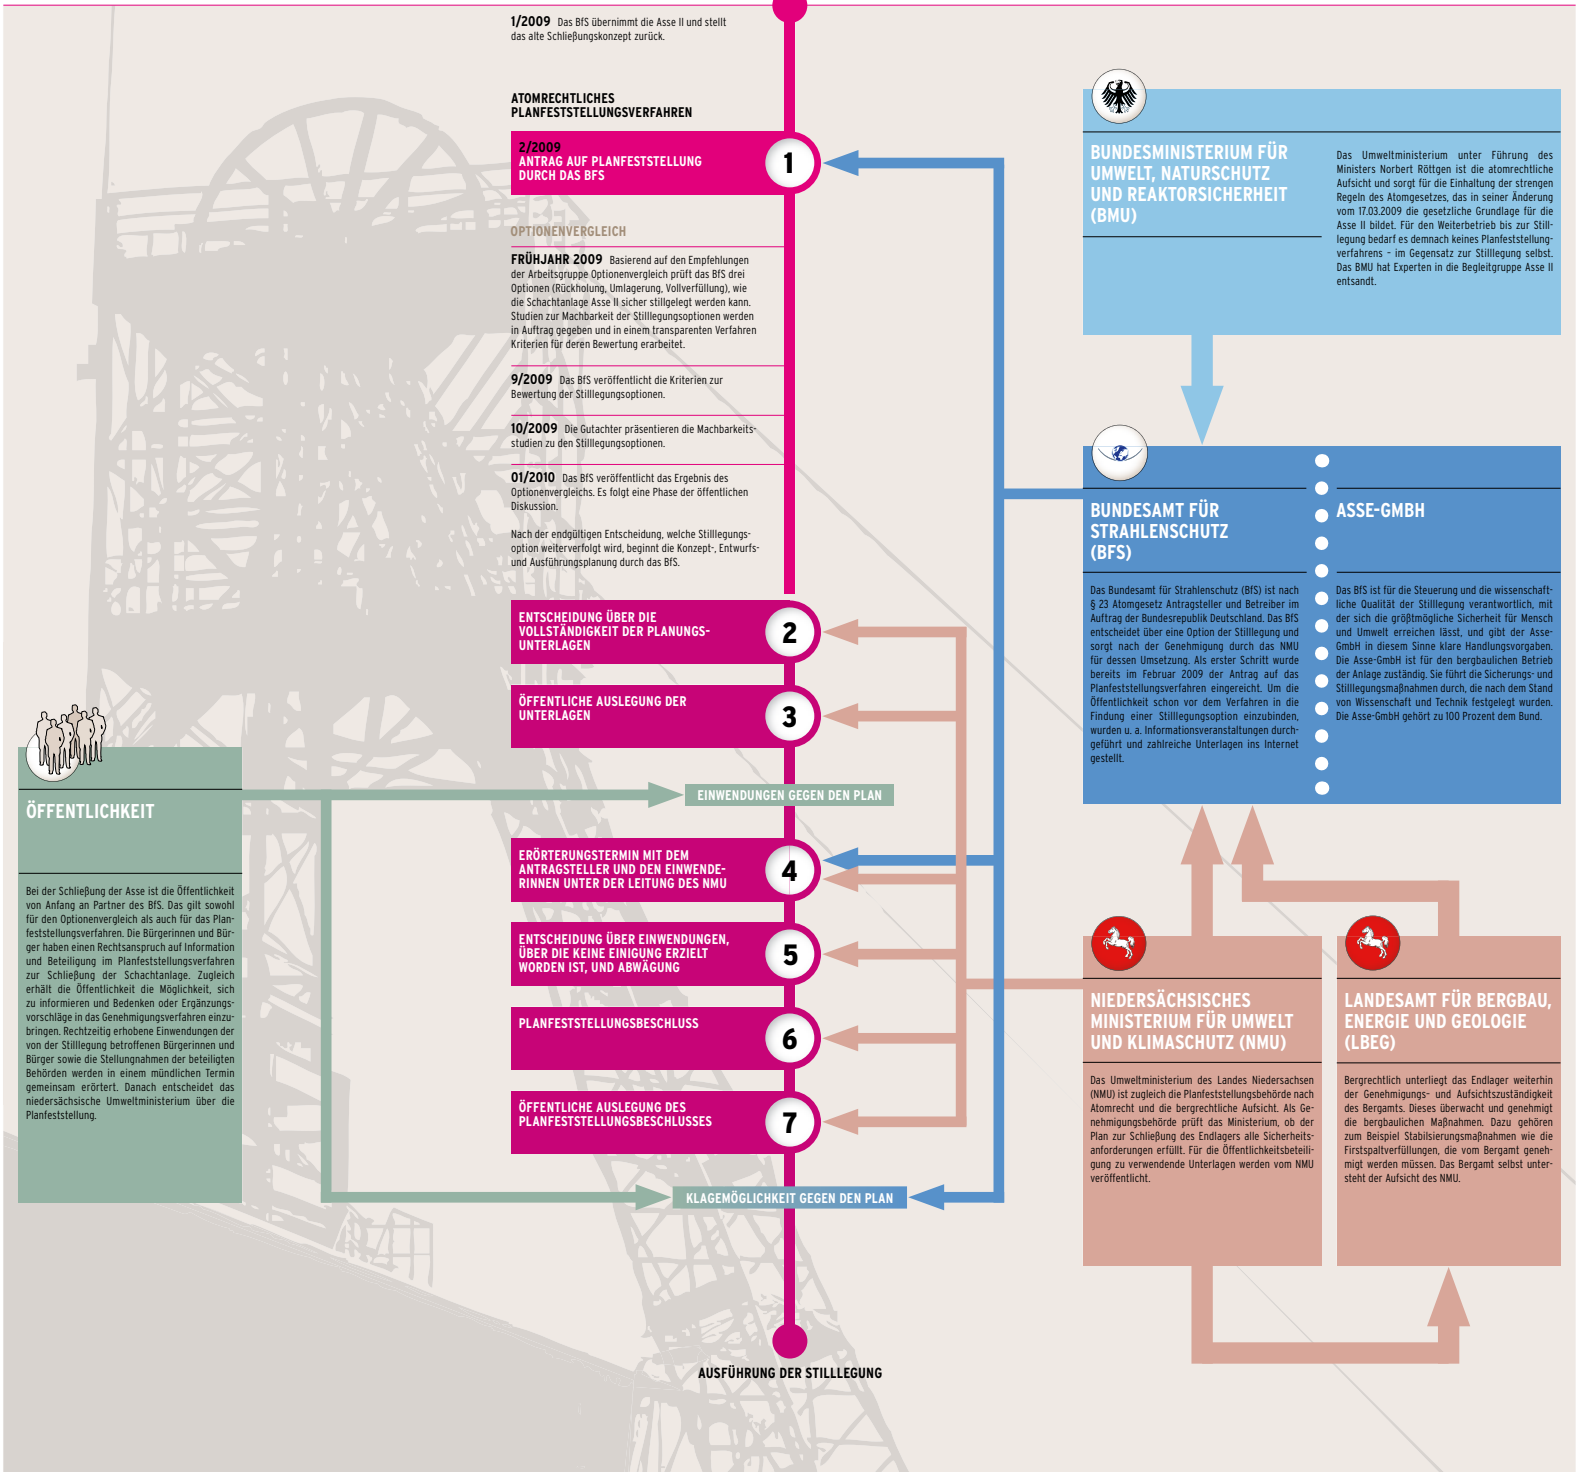 1/2009 Das BfS übernimmt die Asse II und stellt
das alte Schließungskonzept zurück.
ATOMRECHTLICHES
PLANFESTSTELLUNGSVERFAHREN
2/2009
ANTRAG AUF PLANFESTSTELLUNG
DURCH DAS BFS
1
OPTIONENVERGLEICH
FRÜHJAHR 2009 Basierend auf den Empfehlungen
der Arbeitsgruppe Optionenvergleich prüft das BfS drei
Optionen (Rückholung, Umlagerung, Vollverfüllung), wie
die Schachtanlage Asse II sicher stillgelegt werden kann.
Studien zur Machbarkeit der Stilllegungsoptionen werden
in Auftrag gegeben und in einem transparenten Verfahren
Kriterien für deren Bewertung erarbeitet.
9/2009 Das BfS veröffentlicht die Kriterien zur
Bewertung der Stilllegungsoptionen.
10/2009 Die Gutachter präsentieren die Machbarkeits-
studien zu den Stilllegungsoptionen.
01/2010 Das BfS veröffentlicht das Ergebnis des
Optionenvergleichs. Es folgt eine Phase der öffentlichen
Diskussion.
Nach der endgültigen Entscheidung, welche Stilllegungs-
option weiterverfolgt wird, beginnt die Konzept-, Entwurfs-
und Ausführungsplanung durch das BfS.
ENTSCHEIDUNG ÜBER DIE
VOLLSTÄNDIGKEIT DER PLANUNGS-
UNTERLAGEN
2
ÖFFENTLICHE AUSLEGUNG DER
UNTERLAGEN
3
EINWENDUNGEN GEGEN DEN PLAN
ERÖRTERUNGSTERMIN MIT DEM
ANTRAGSTELLER UND DEN EINWENDE-
RINNEN UNTER DER LEITUNG DES NMU
4
ENTSCHEIDUNG ÜBER EINWENDUNGEN,
ÜBER DIE KEINE EINIGUNG ERZIELT
WORDEN IST, UND ABWÄGUNG
5
PLANFESTSTELLUNGSBESCHLUSS
6
ÖFFENTLICHE AUSLEGUNG DES
PLANFESTSTELLUNGSBESCHLUSSES
7
KLAGEMÖGLICHKEIT GEGEN DEN PLAN
AUSFÜHRUNG DER STILLLEGUNG
ÖFFENTLICHKEIT
Bei der Schließung der Asse ist die Öffentlichkeit
von Anfang an Partner des BfS. Das gilt sowohl
für den Optionenvergleich als auch für das Plan-
feststellungsverfahren. Die Bürgerinnen und Bür-
ger haben einen Rechtsanspruch auf Information
und Beteiligung im Planfeststellungsverfahren
zur Schließung der Schachtanlage. Zugleich
erhält die Öffentlichkeit die Möglichkeit, sich
zu informieren und Bedenken oder Ergänzungs-
vorschläge in das Genehmigungsverfahren einzu-
bringen. Rechtzeitig erhobene Einwendungen der
von der Stilllegung betroffenen Bürgerinnen und
Bürger sowie die Stellungnahmen der beteiligten
Behörden werden in einem mündlichen Termin
gemeinsam erörtert. Danach entscheidet das
niedersächsische Umweltministerium über die
Planfeststellung.
BUNDESMINISTERIUM FÜR
UMWELT, NATURSCHUTZ
UND REAKTORSICHERHEIT
(BMU)
Das Umweltministerium unter Führung des
Ministers Norbert Röttgen ist die atomrechtliche
Aufsicht und sorgt für die Einhaltung der strengen
Regeln des Atomgesetzes, das in seiner Änderung
vom 17.03.2009 die gesetzliche Grundlage für die
Asse II bildet. Für den Weiterbetrieb bis zur Still-
legung bedarf es demnach keines Planfeststellung-
verfahrens - im Gegensatz zur Stilllegung selbst.
Das BMU hat Experten in die Begleitgruppe Asse II
entsandt.
BUNDESAMT FÜR
STRAHLENSCHUTZ
(BFS)
Das Bundesamt für Strahlenschutz (BfS) ist nach
§ 23 Atomgesetz Antragsteller und Betreiber im
Auftrag der Bundesrepublik Deutschland. Das BfS
entscheidet über eine Option der Stilllegung und
sorgt nach der Genehmigung durch das NMU
für dessen Umsetzung. Als erster Schritt wurde
bereits im Februar 2009 der Antrag auf das
Planfeststellungsverfahren eingereicht. Um die
Öffentlichkeit schon vor dem Verfahren in die
Findung einer Stilllegungsoption einzubinden,
wurden u. a. Informationsveranstaltungen durch-
geführt und zahlreiche Unterlagen ins Internet
gestellt.
ASSE-GMBH
Das BfS ist für die Steuerung und die wissenschaft-
liche Qualität der Stilllegung verantwortlich, mit
der sich die größtmögliche Sicherheit für Mensch
und Umwelt erreichen lässt, und gibt der Asse-
GmbH in diesem Sinne klare Handlungsvorgaben.
Die Asse-GmbH ist für den bergbaulichen Betrieb
der Anlage zuständig. Sie führt die Sicherungs- und
Stilllegungsmaßnahmen durch, die nach dem Stand
von Wissenschaft und Technik festgelegt wurden.
Die Asse-GmbH gehört zu 100 Prozent dem Bund.
NIEDERSÄCHSISCHES
MINISTERIUM FÜR UMWELT
UND KLIMASCHUTZ (NMU)
Das Umweltministerium des Landes Niedersachsen
(NMU) ist zugleich die Planfeststellungsbehörde nach
Atomrecht und die bergrechtliche Aufsicht. Als Ge-
nehmigungsbehörde prüft das Ministerium, ob der
Plan zur Schließung des Endlagers alle Sicherheits-
anforderungen erfüllt. Für die Öffentlichkeitsbeteili-
gung zu verwendende Unterlagen werden vom NMU
veröffentlicht.
LANDESAMT FÜR BERGBAU,
ENERGIE UND GEOLOGIE
(LBEG)
Bergrechtlich unterliegt das Endlager weiterhin
der Genehmigungs- und Aufsichtszuständigkeit
des Bergamts. Dieses überwacht und genehmigt
die bergbaulichen Maßnahmen. Dazu gehören
zum Beispiel Stabilsierungsmaßnahmen wie die
Firstspaltverfüllungen, die vom Bergamt geneh-
migt werden müssen. Das Bergamt selbst unter-
steht der Aufsicht des NMU.